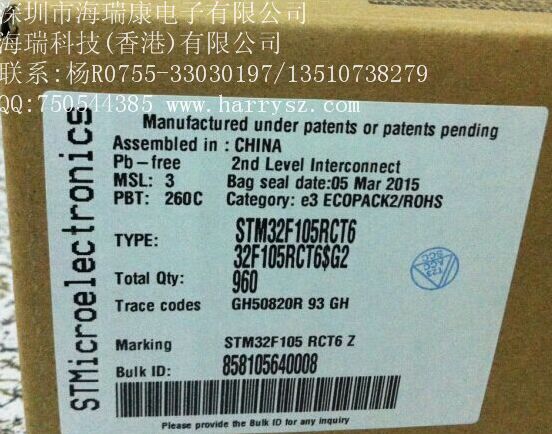 深圳市海瑞康电子有限公司
海瑞科技(香港)有限公司
联系:杨R0755-33030197/13510738279
QQ:750544385 www.harrysz.com
STMicroelectronics
Manufactured under patents or patents pending
Assembled in : CHINA
Pb-free 2nd Level Interconnect
MSL: 3 Bag seal date:05 Mar 2015
PBT: 260C Category: e3 ECOPACK2/ROHS
TYPE: STM32F105RCT6
32F105RCT6$G2
Total Qty: 960
Trace codes GH50820R 93 GH
Marking STM32F105 RCT6 Z
Bulk ID: 858105640008
Please provide the Bulk ID for any inquiry